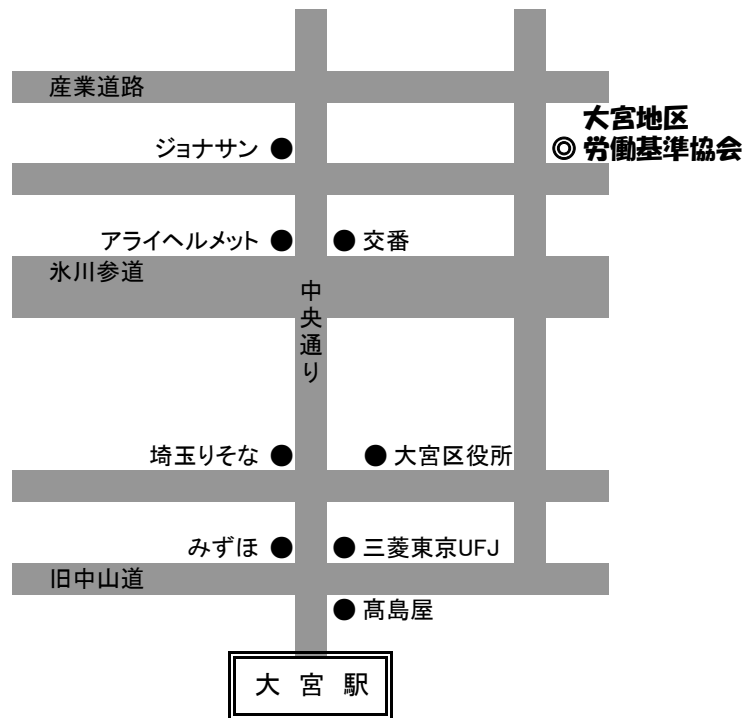 産業道路
大宮地区
ジョナサン ●
◎ 労働基準協会
アライヘルメット ●
● 交番
氷川参道
中央通り
埼玉りそな ●
● 大宮区役所
みずほ ●
● 三菱東京UFJ
旧中山道
● 髙島屋
大 宮 駅